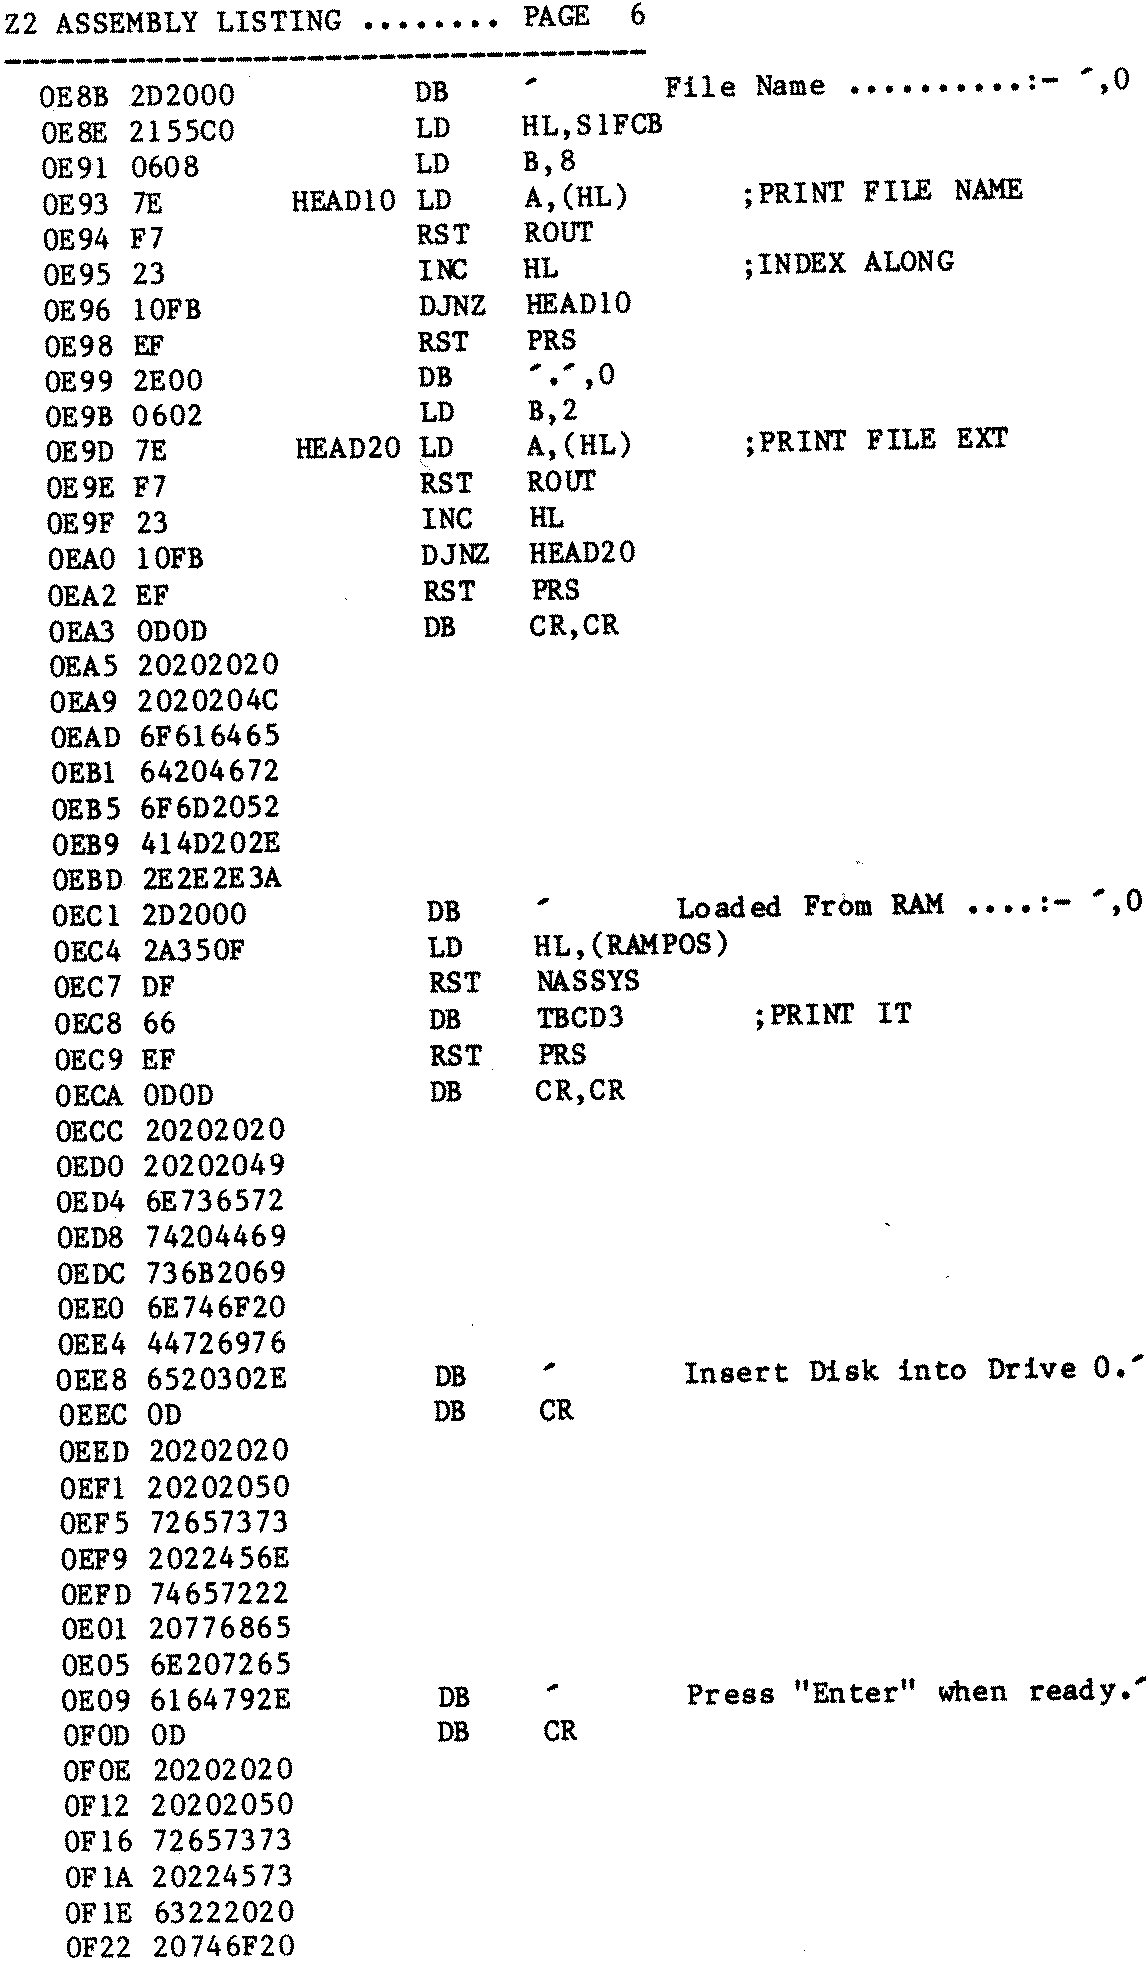 Z2 ASSEMBLY LISTING ........ PAGE 6
------------------------------------
0E8B 2D2000 DB ' File Name ..........:- ',0
0E8E 2155C0 LD HL,S1FCB
0E91 0608 LD B,8
0E93 7E HEAD10 LD A,(HL) ;PRINT FILE NAME
0E94 F7 RST ROUT
0E95 23 INC HL ;INDEX ALONG
0E96 10FB DJNZ HEAD10
0E98 EF RST PRS
0E99 2E00 DB '.',0
0E9B 0602 LD B,2
0E9D 7E HEAD20 LD A,(HL) ;PRINT FILE EXT
0E9E F7 RST ROUT
0E9F 23 INC HL
0EA0 10FB DJNZ HEAD20
0EA2 EF RST PRS
0EA3 0D0D DB CR,CR
0EA5 20202020
0EA9 2020204C
0EAD 6F616465
0EB1 64204672
0EB5 6F6D2052
0EB9 414D202E
0EBD 2E2E2E3A
0EC1 2D2000 DB ' Loaded From RAM ....:- ',0
0EC4 2A350F LD HL,(RAMPOS)
0EC7 DF RST NASSYS
0EC8 66 DB TBCD3 ;PRINT IT
0EC9 EF RST PRS
0ECA 0D0D DB CR,CR
0ECC 20202020
0ED0 20202049
0ED4 6E736572
0ED8 74204469
0EDC 736B2069
0EE0 6E746F20
0EE4 44726976
0EE8 6520302E DB ' Insert Disk into Drive 0.'
0EEC 0D DB CR
0EED 20202020
0EF1 20202050
0EF5 72657373
0EF9 2022456E
0EFD 74657222
0E01 20776865
0E05 6E207265
0E09 6164792E DB ' Press "Enter" when ready.'
0F0D 0D DB CR
0F0E 20202020
0F12 20202050
0F16 72657373
0F1A 20224573
0F1E 63222020
0F22 20746F20